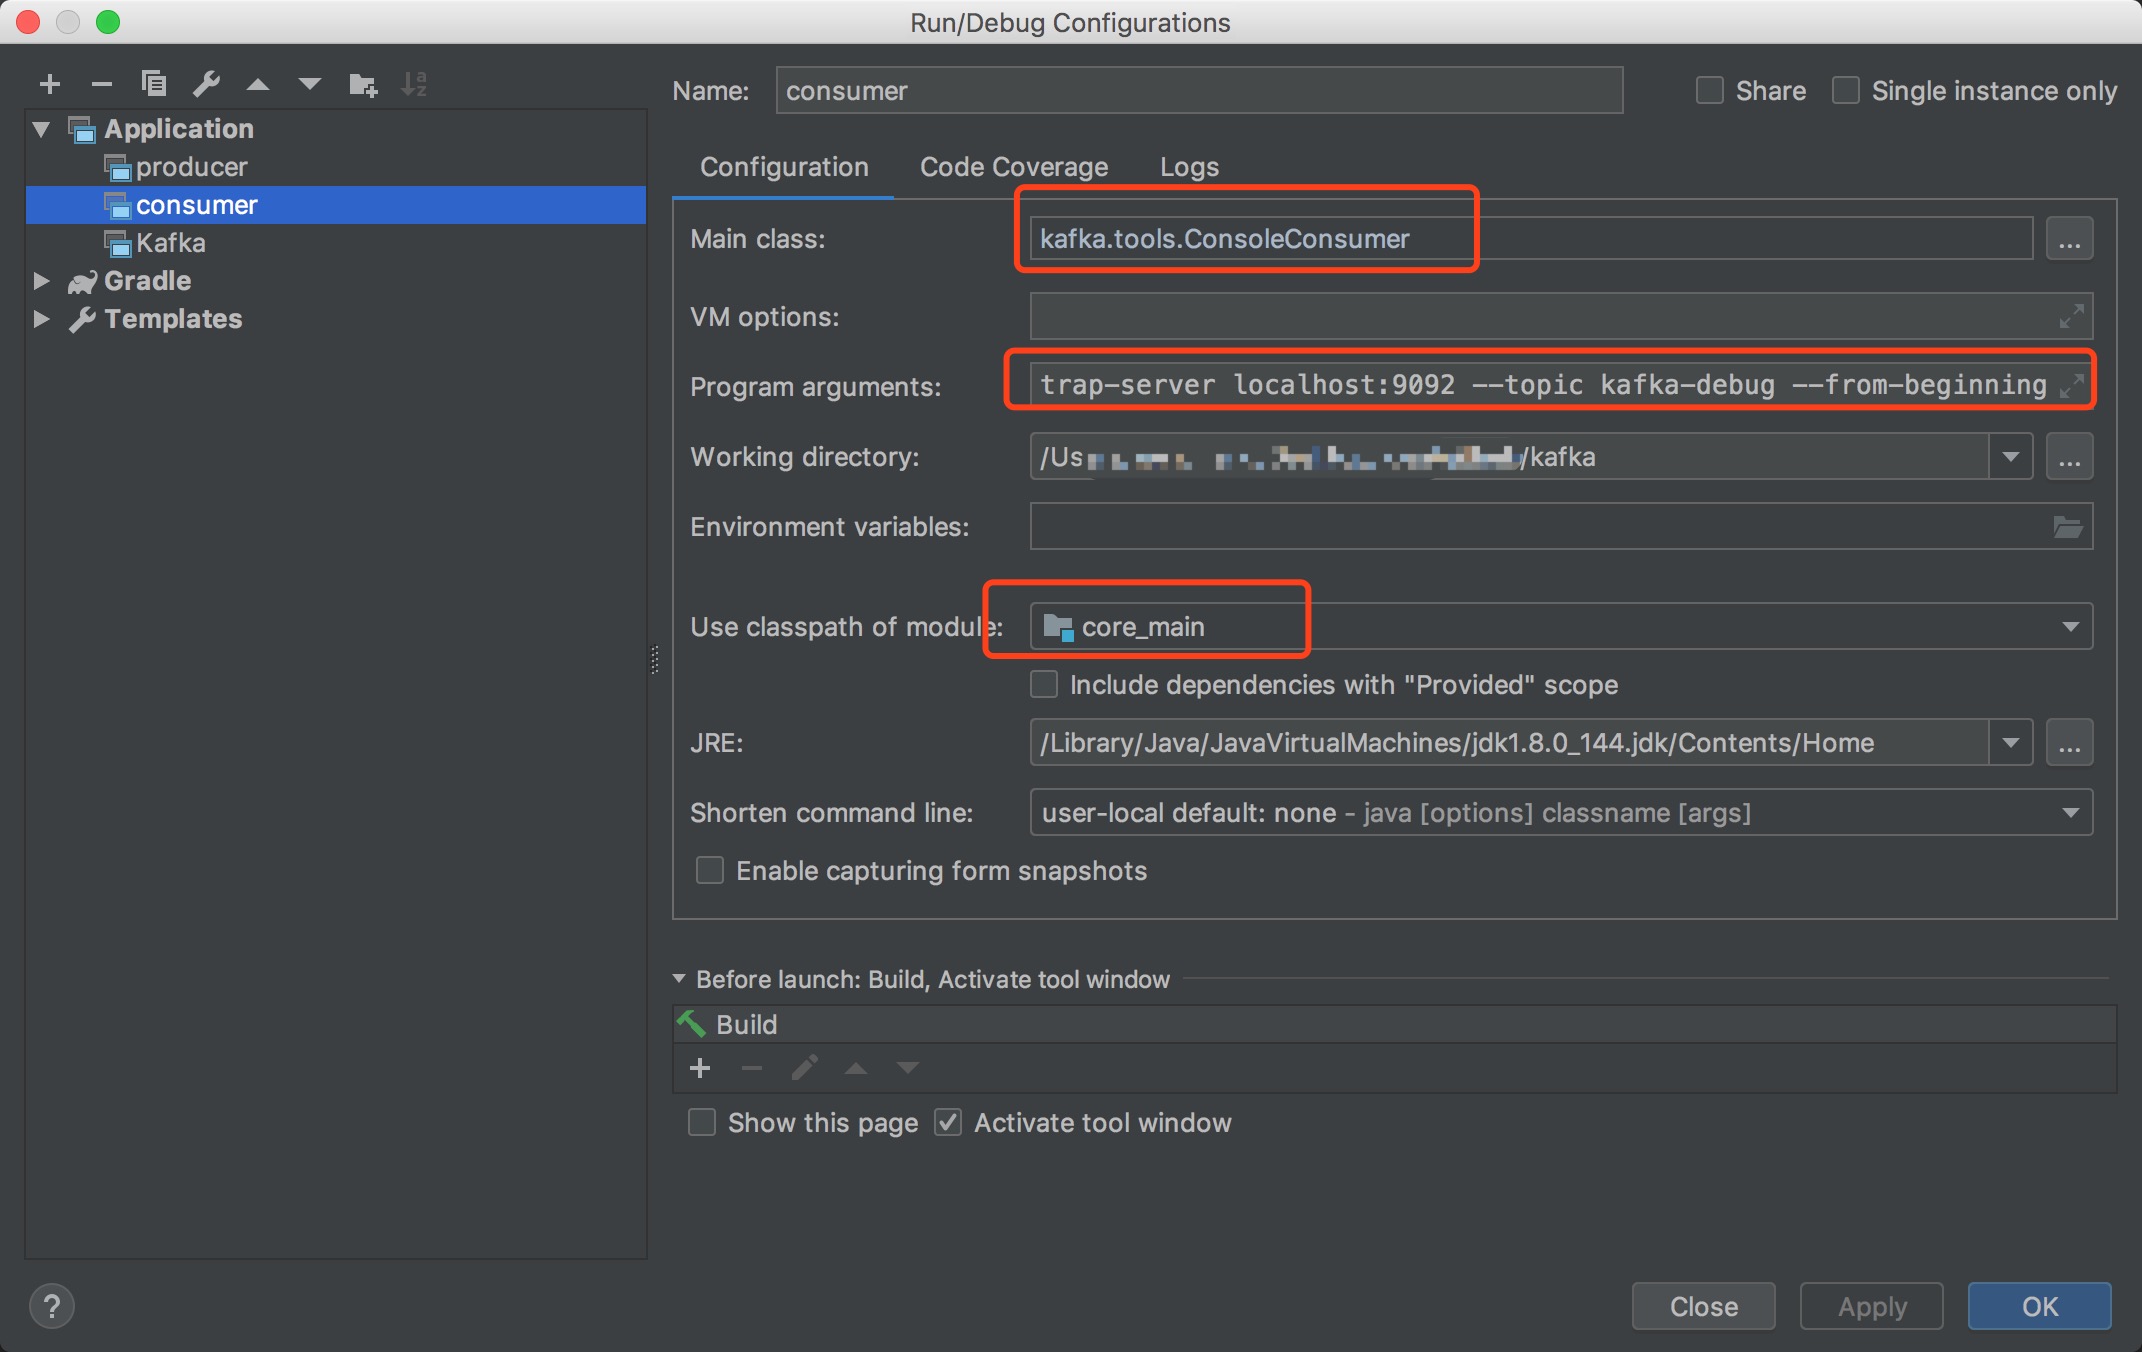 Run/Debug Configurations
Application
producer
consumer
Kafka
Gradle
Templates
Name: consumer Share Single instance only
Configuration Code Coverage Logs
Main class: kafka.tools.ConsoleConsumer ...
VM options:
Program arguments: trap-server localhost:9092 --topic kafka-debug --from-beginning
Working directory: /Us /kafka ...
Environment variables:
Use classpath of module: core_main
Include dependencies with "Provided" scope
JRE: /Library/Java/JavaVirtualMachines/jdk1.8.0_144.jdk/Contents/Home ...
Shorten command line: user-local default: none - java [options] classname [args]
Enable capturing form snapshots
Before launch: Build, Activate tool window
Build
Show this page Activate tool window
? Close Apply OK